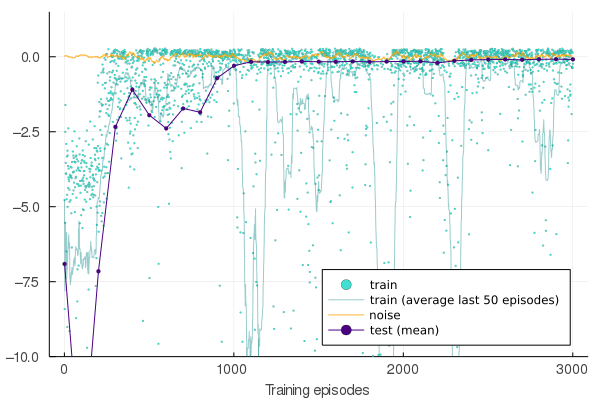 0.0
−2.5
−5.0
−7.5
−10.0
0
1000
2000
3000
Training episodes
train
train (average last 50 episodes)
noise
test (mean)